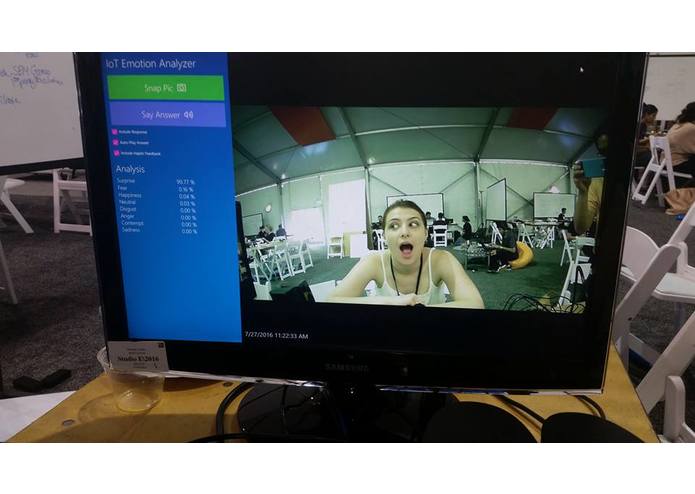 IoT Emotion Analyzer
Snap Pic
Say Answer
Include Response
Auto Play Answer
Include Haptic Feedback
Analysis
Surprise 99.77 %
Fear 0.16 %
Happiness 0.04 %
Neutral 0.03 %
Disgust 0.00 %
Anger 0.00 %
Contempt 0.00 %
Sadness 0.00 %
7/27/2016 11:22:33 AM
SAMSUNG
Studio E\2016